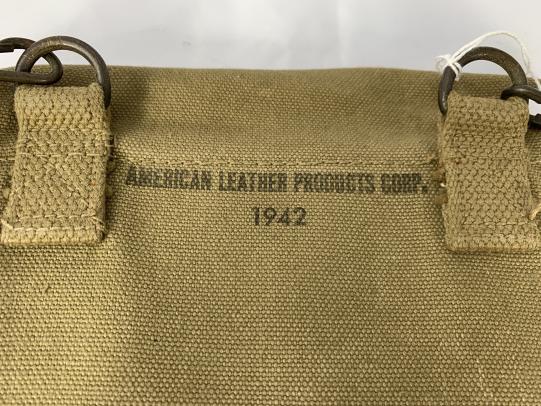 AMERICAN LEATHER PRODUCTS CORP.
1942